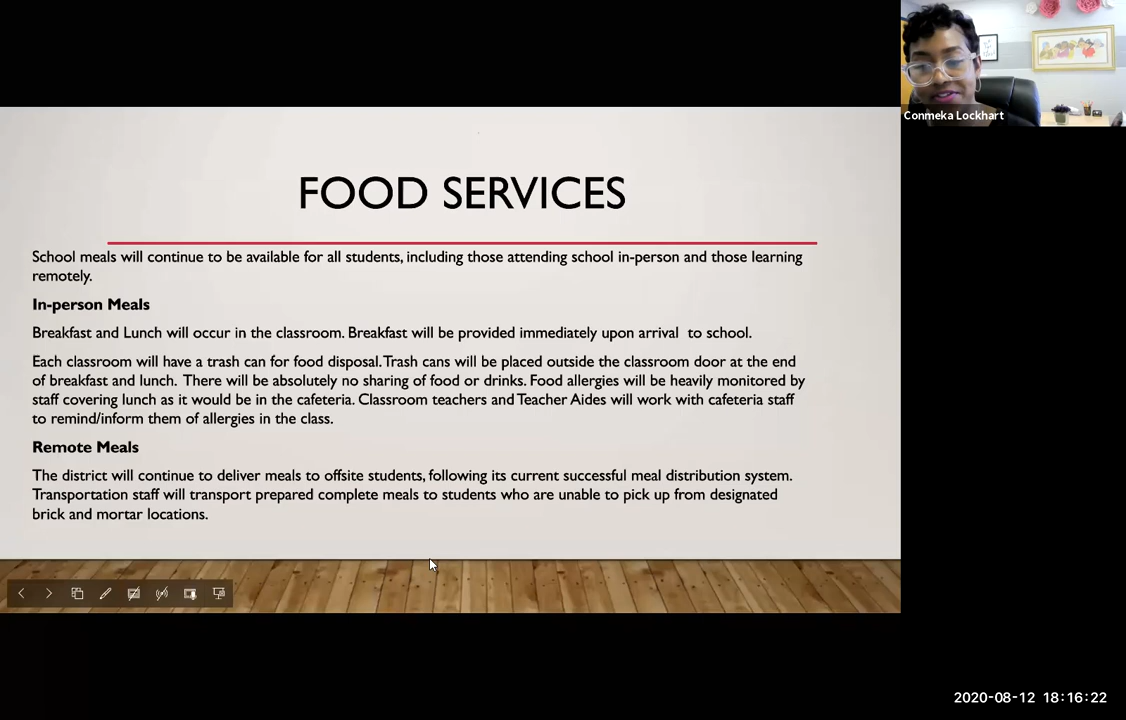 Conmeka Lockhart
FOOD SERVICES
School meals will continue to be available for all students, including those attending school in-person and those learning
remotely.
In-person Meals
Breakfast and Lunch will occur in the classroom. Breakfast will be provided immediately upon arrival  to school.
Each classroom will have a trash can for food disposal. Trash cans will be placed outside the classroom door at the end
of breakfast and lunch.  There will be absolutely no sharing of food or drinks. Food allergies will be heavily monitored by
staff covering lunch as it would be in the cafeteria. Classroom teachers and Teacher Aides will work with cafeteria staff
to remind/inform them of allergies in the class.
Remote Meals
The district will continue to deliver meals to offsite students, following its current successful meal distribution system.
Transportation staff will transport prepared complete meals to students who are unable to pick up from designated
brick and mortar locations.
2020-08-12 18:16:22